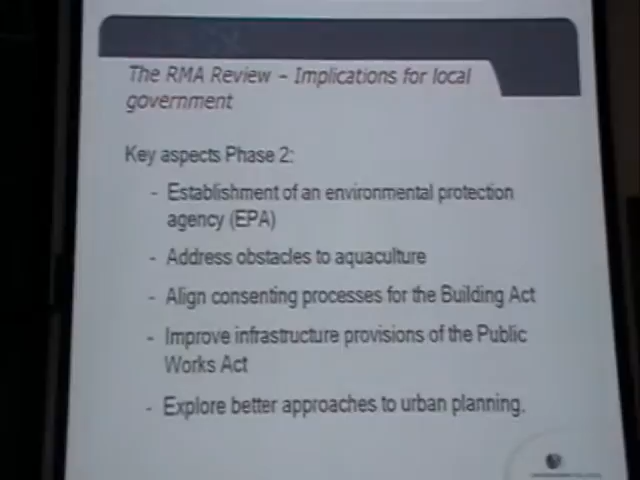 The RMA Review – Implications for local
government
Key aspects Phase 2:
- Establishment of an environmental protection
agency (EPA)
- Address obstacles to aquaculture
- Align consenting processes for the Building Act
- Improve infrastructure provisions of the Public
Works Act
- Explore better approaches to urban planning.